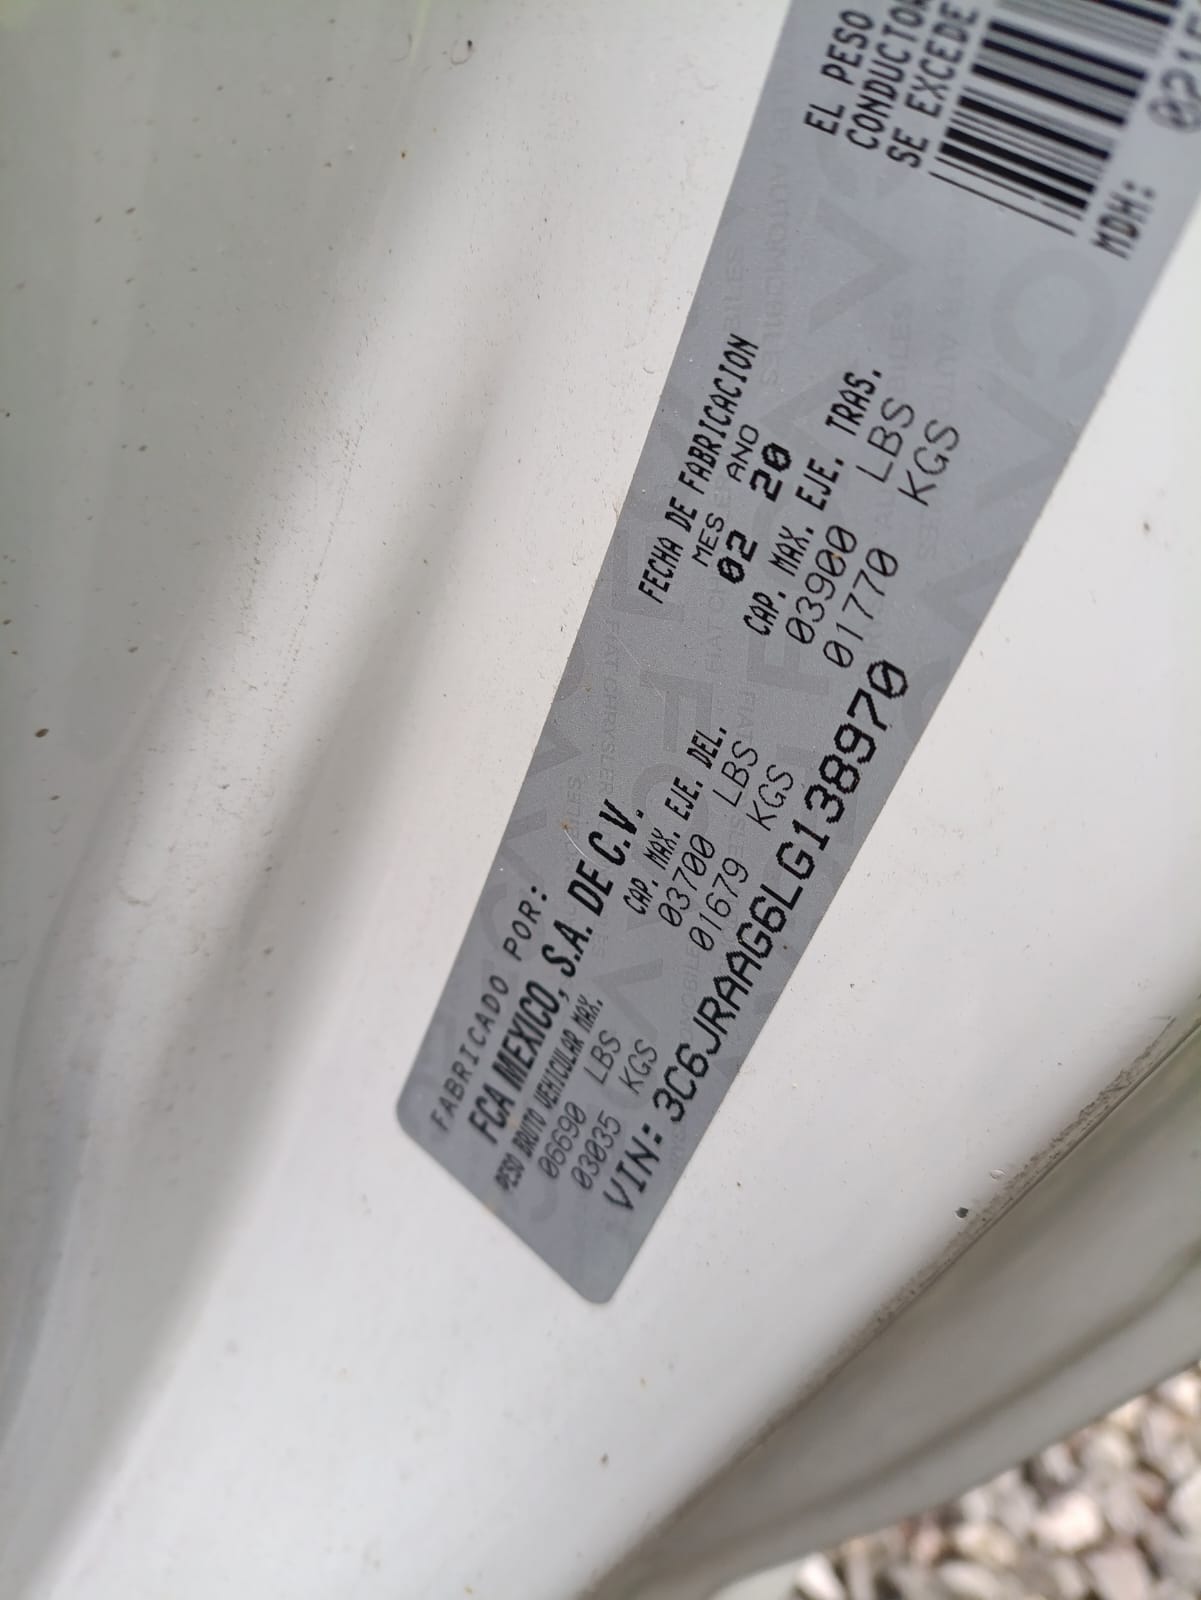 FABRICADO POR:
FCA MEXICO, S.A. DE C.V.
FECHA DE FABRICACION
MES AÑO
02 20
PESO BRUTO VEHICULAR MAX.
06690 LBS
03035 KGS
CAP. MAX. EJE. DEL.
03700 LBS
01679 KGS
CAP. MAX. EJE. TRAS.
03900 LBS
01770 KGS
VIN: 3C6JRAAG6LG138970
EL PESO
CONDUCTOR
SE EXCEDE
MDH: